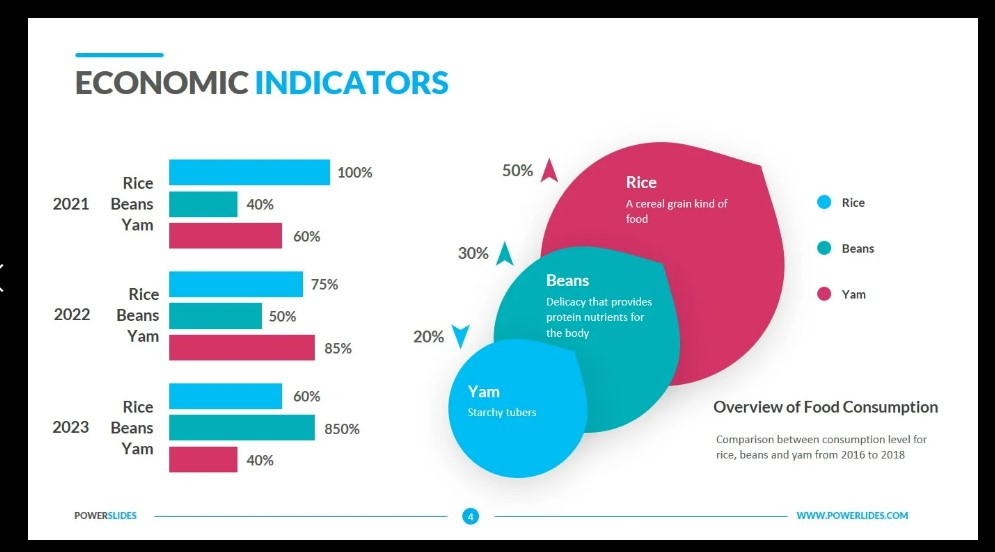 ECONOMIC INDICATORS
2021
Rice
Beans
Yam
100%
40%
60%
2022
Rice
Beans
Yam
75%
50%
85%
2023
Rice
Beans
Yam
60%
850%
40%
50%
Rice
A cereal grain kind of
food
30%
Beans
Delicacy that provides
protein nutrients for
the body
20%
Yam
Starchy tubers
Rice
Beans
Yam
Overview of Food Consumption
Comparison between consumption level for
rice, beans and yam from 2016 to 2018
POWERSLIDES
4
WWW.POWERLIDES.COM